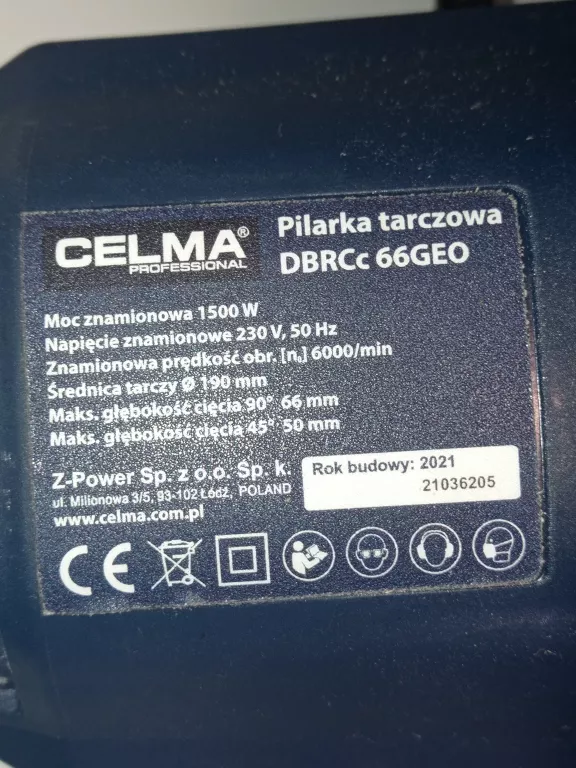 CELMA®
PROFESSIONAL
Pilarka tarczowa
DBRCc 66GEO
Moc znamionowa 1500 W
Napięcie znamionowe 230 V, 50 Hz
Znamionowa prędkość obr. [n₀] 6000/min
Średnica tarczy Ø 190 mm
Maks. głębokość cięcia 90° 66 mm
Maks. głębokość cięcia 45° 50 mm
Z-Power Sp. z o.o. Sp. k.
ul. Milionowa 3/5, 93-102 Łódź, POLAND
www.celma.com.pl
Rok budowy: 2021
21036205
CE